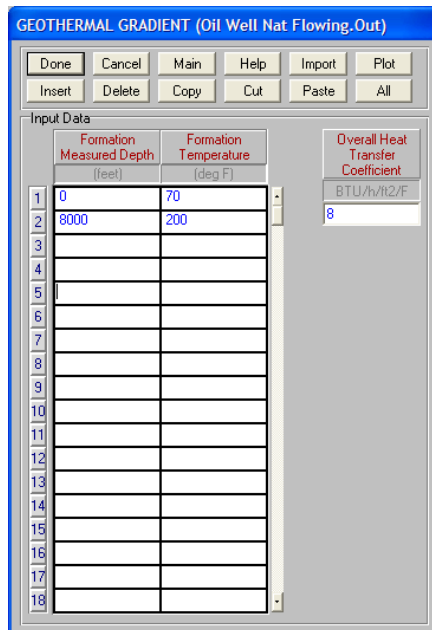 GEOTHERMAL GRADIENT (Oil Well Nat Flowing.Out)
Done Cancel Main Help Import Plot
Insert Delete Copy Cut Paste All
Input Data
Formation Measured Depth
(feet)
Formation Temperature
(deg F)
Overall Heat Transfer Coefficient
BTU/h/ft2/F
8
1 0 70
2 8000 200
3
4
5
6
7
8
9
10
11
12
13
14
15
16
17
18